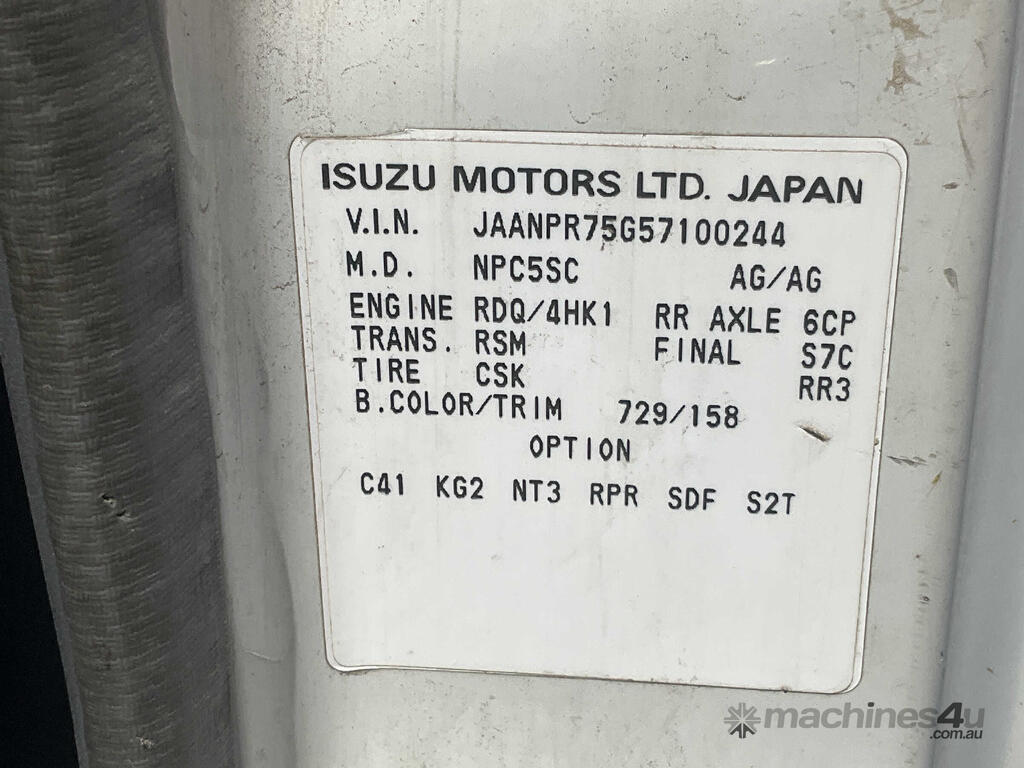 ISUZU MOTORS LTD. JAPAN
V.I.N. JAANPR75G57100244
M.D. NPC5SC AG/AG
ENGINE RDQ/4HK1 RR AXLE 6CP
TRANS. RSM FINAL S7C
TIRE CSK RR3
B.COLOR/TRIM 729/158
OPTION
C41 KG2 NT3 RPR SDF S2T
machines4u
.com.au